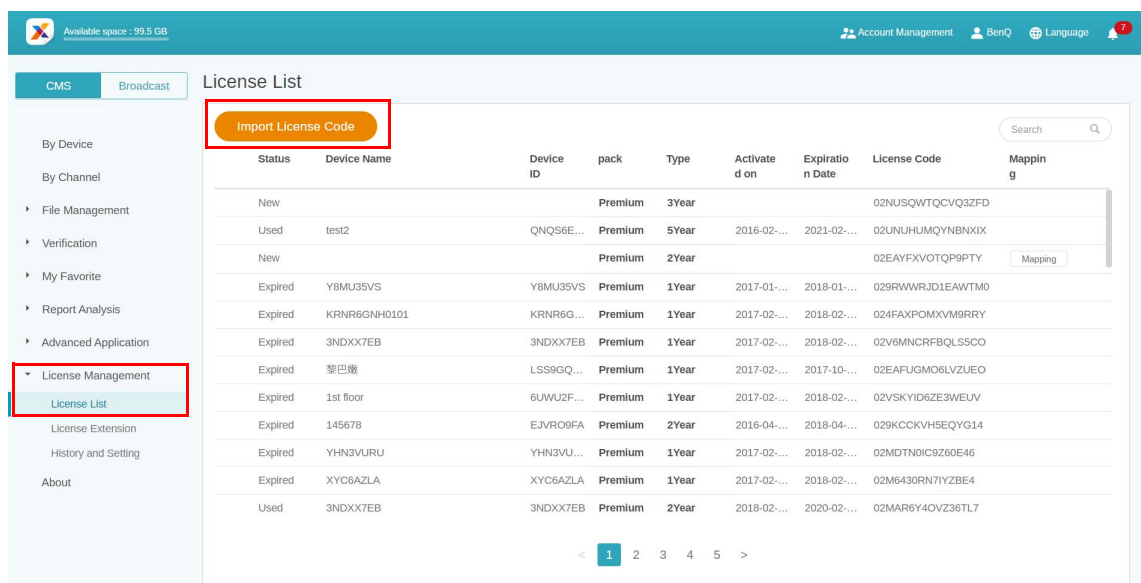 Available space : 99.5 GB
Account Management BenQ Language 7
CMS Broadcast
License List
By Device
By Channel
File Management
Verification
My Favorite
Report Analysis
Advanced Application
License Management
License List
License Extension
History and Setting
About
Import License Code
Search
Status Device Name Device ID pack Type Activated on Expiration Date License Code Mapping
New Premium 3Year 02NUSQWTQCVQ3ZFD
Used test2 QNQS6E... Premium 5Year 2016-02-... 2021-02-... 02UNUHUMQYNBNXIX
New Premium 2Year 02EAYFXVOTQP9PTY Mapping
Expired Y8MU35VS Y8MU35VS Premium 1Year 2017-01-... 2018-01-... 029RWWRJD1EAWTM0
Expired KRNR6GNH0101 KRNR6G... Premium 1Year 2017-02-... 2018-02-... 024FAXPOMXVM9RRY
Expired 3NDXX7EB 3NDXX7EB Premium 1Year 2017-02-... 2018-02-... 02V6MNCRFBQLS5CO
Expired 黎巴嫩 LSS9GQ... Premium 1Year 2017-02-... 2017-10-... 02EAFUGMO6LVZUEO
Expired 1st floor 6UWU2F... Premium 1Year 2017-02-... 2018-02-... 02VSKYID6ZE3WEUV
Expired 145678 EJVRO9FA Premium 2Year 2016-04-... 2018-04-... 029KCCKVH5EQYG14
Expired YHN3VURU YHN3VU... Premium 1Year 2017-02-... 2018-02-... 02MDTN0IC9Z60E46
Expired XYC6AZLA XYC6AZLA Premium 1Year 2017-02-... 2018-02-... 02M6430RN7IYZBE4
Used 3NDXX7EB 3NDXX7EB Premium 2Year 2018-02-... 2020-02-... 02MAR6Y4OVZ36TL7
< 1 2 3 4 5 >